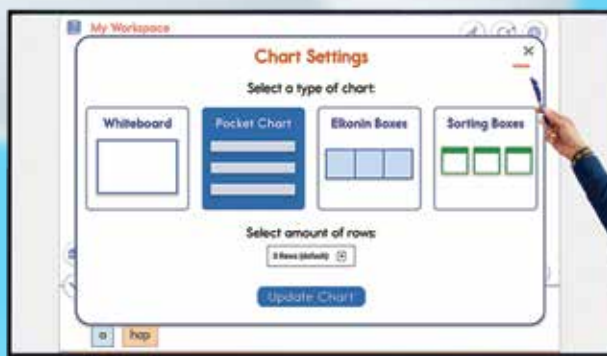 My Workspace
Chart Settings
Select a type of chart:
Whiteboard
Pocket Chart
Elkonin Boxes
Sorting Boxes
Select amount of rows:
Update Chart
a hop